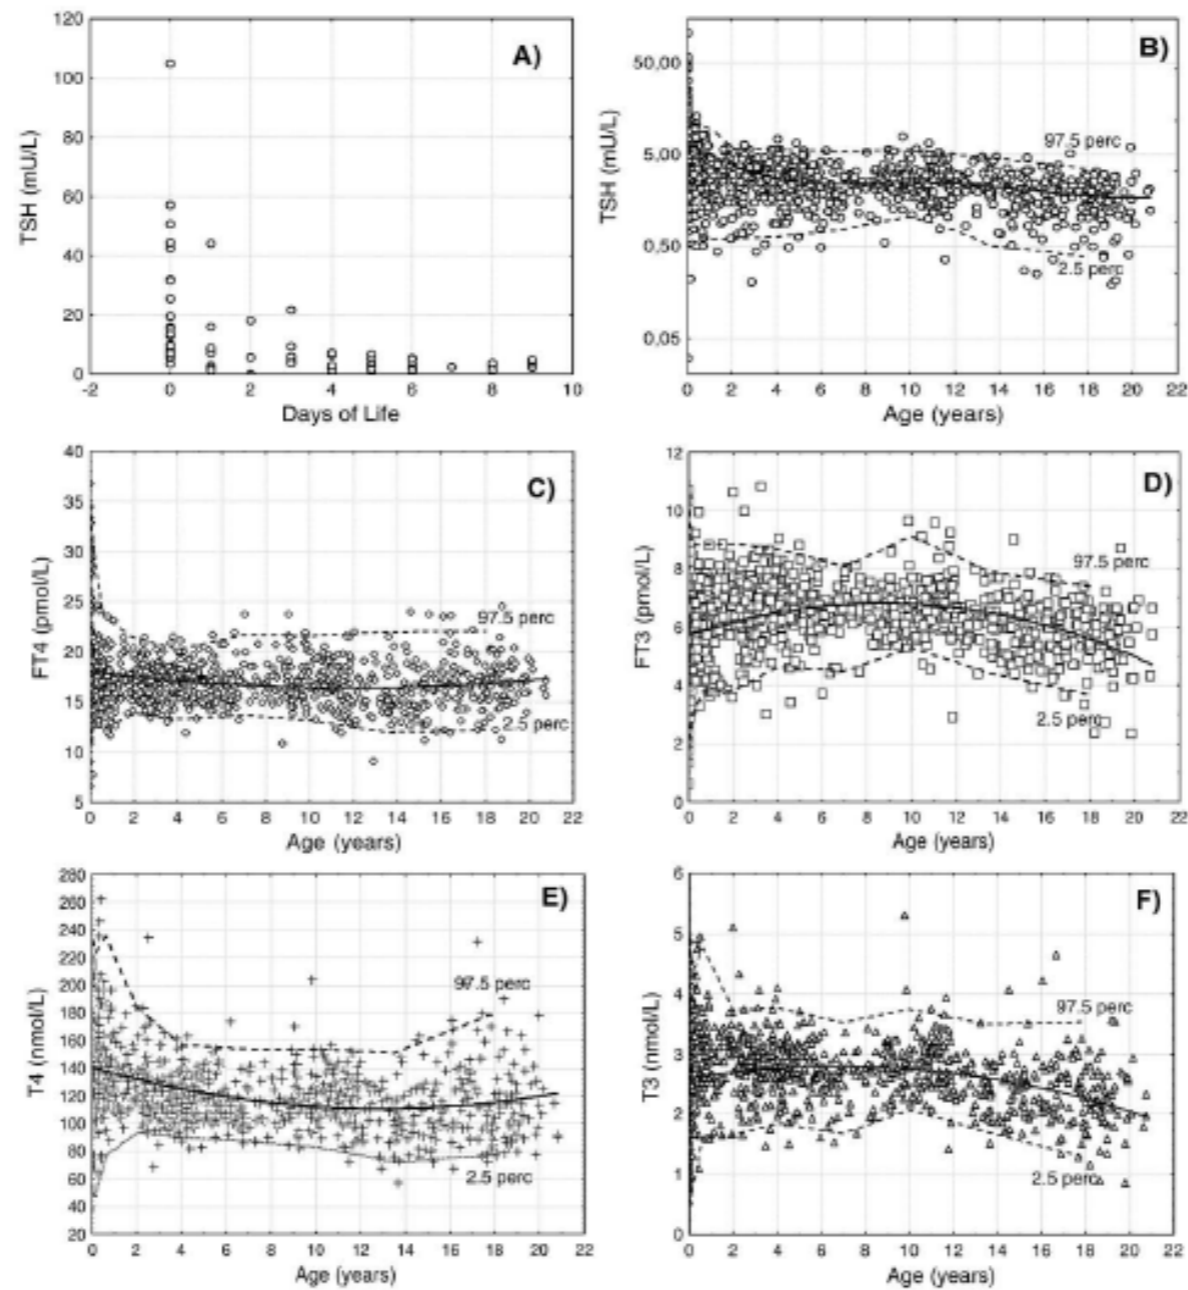 A)
TSH (mU/L)
120
100
80
60
40
20
0
-2 0 2 4 6 8 10
Days of Life
B)
TSH (mU/L)
50,00
5,00
0,50
0,05
97.5 perc
2.5 perc
0 2 4 6 8 10 12 14 16 18 20 22
Age (years)
C)
FT4 (pmol/L)
40
35
30
25
20
15
10
5
97.5 perc
2.5 perc
0 2 4 6 8 10 12 14 16 18 20 22
Age (years)
D)
FT3 (pmol/L)
12
10
8
6
4
2
0
97.5 perc
2.5 perc
0 2 4 6 8 10 12 14 16 18 20 22
Age (years)
E)
T4 (nmol/L)
280
260
240
220
200
180
160
140
120
100
80
60
40
20
97.5 perc
2.5 perc
0 2 4 6 8 10 12 14 16 18 20 22
Age (years)
F)
T3 (nmol/L)
6
5
4
3
2
1
0
97.5 perc
2.5 perc
0 2 4 6 8 10 12 14 16 18 20 22
Age (years)